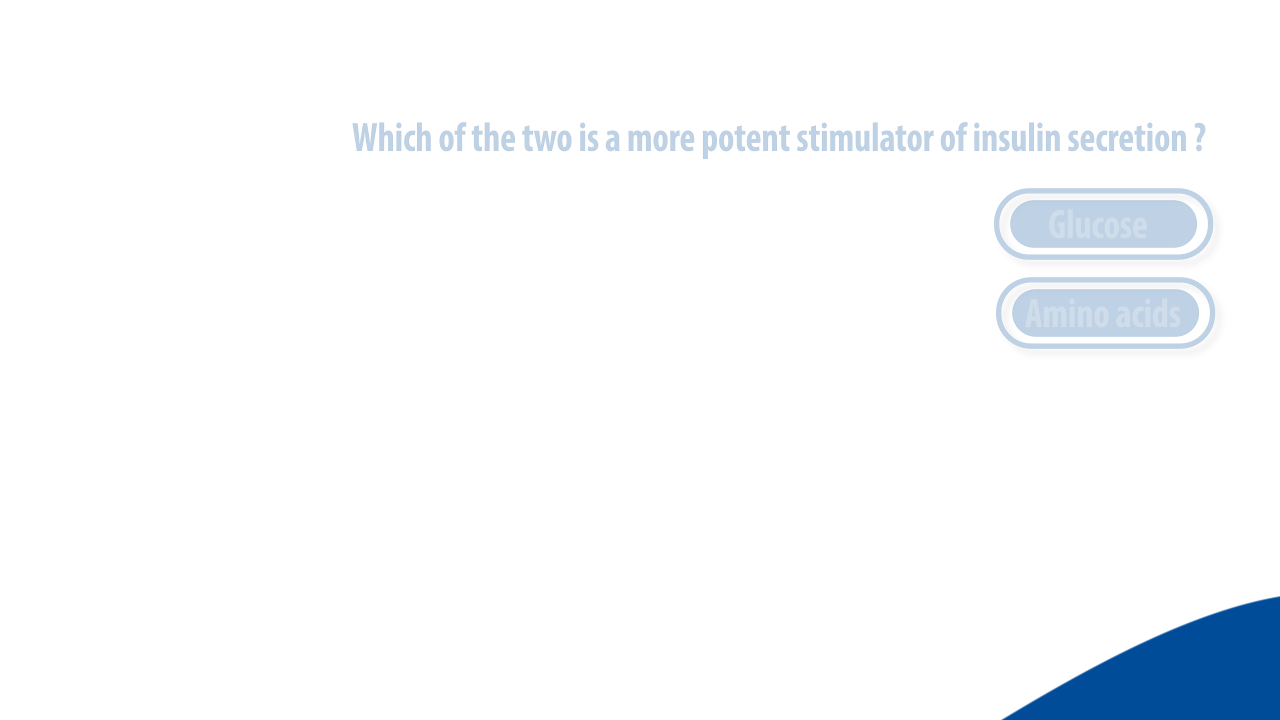 Which of the two is a more potent stimulator of insulin secretion ?
Glucose
Amino acids